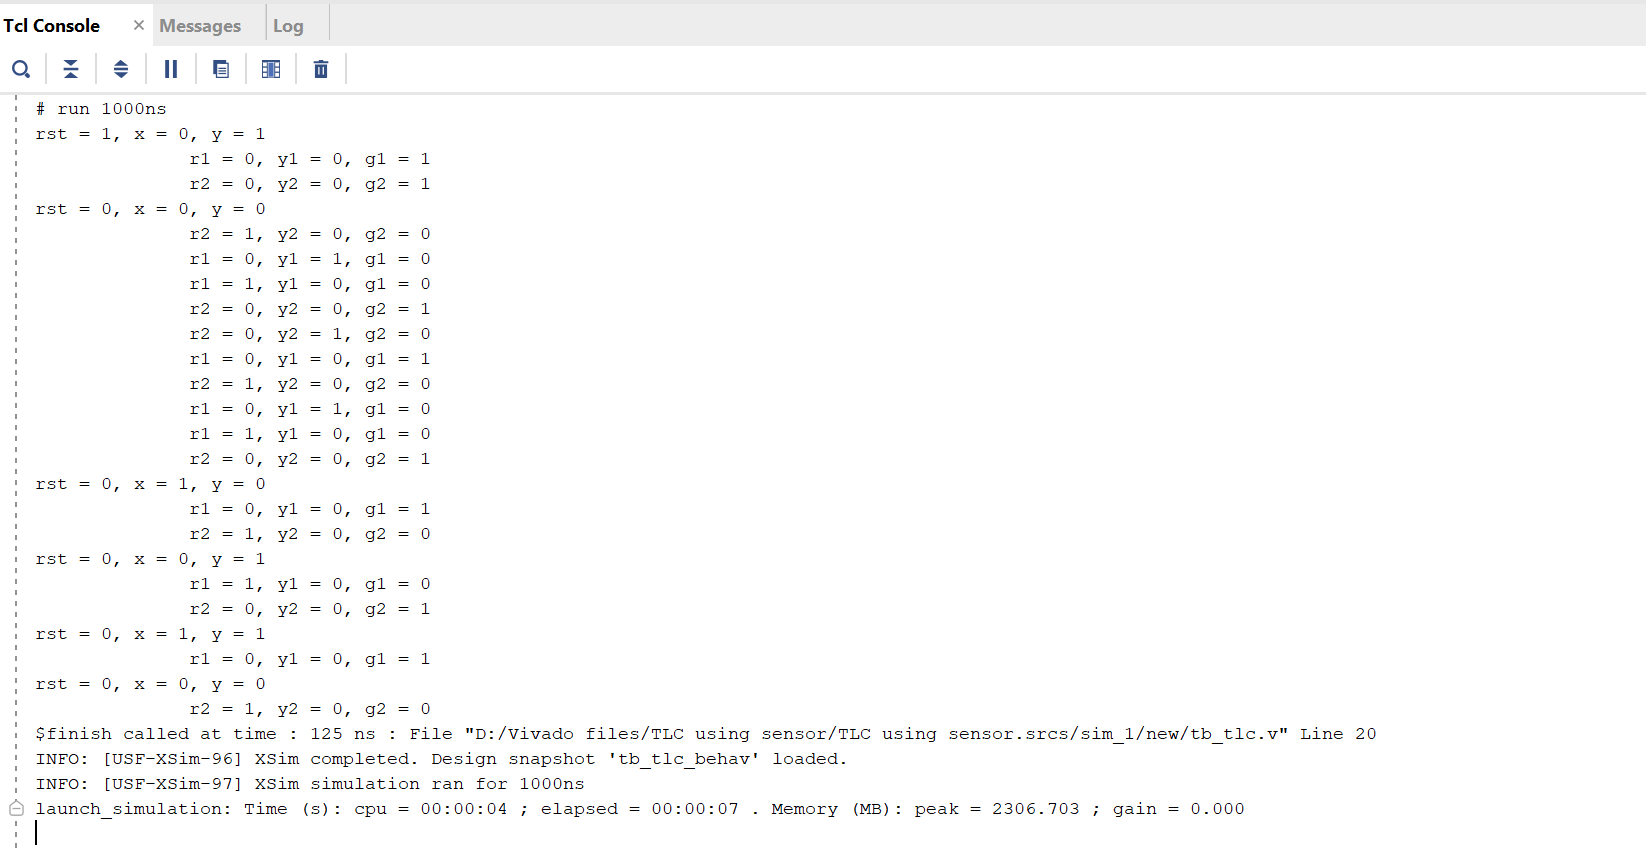 Tcl Console × Messages Log
# run 1000ns
rst = 1, x = 0, y = 1
r1 = 0, y1 = 0, g1 = 1
r2 = 0, y2 = 0, g2 = 1
rst = 0, x = 0, y = 0
r2 = 1, y2 = 0, g2 = 0
r1 = 0, y1 = 1, g1 = 0
r1 = 1, y1 = 0, g1 = 0
r2 = 0, y2 = 0, g2 = 1
r2 = 0, y2 = 1, g2 = 0
r1 = 0, y1 = 0, g1 = 1
r2 = 1, y2 = 0, g2 = 0
r1 = 0, y1 = 1, g1 = 0
r1 = 1, y1 = 0, g1 = 0
r2 = 0, y2 = 0, g2 = 1
rst = 0, x = 1, y = 0
r1 = 0, y1 = 0, g1 = 1
r2 = 1, y2 = 0, g2 = 0
rst = 0, x = 0, y = 1
r1 = 1, y1 = 0, g1 = 0
r2 = 0, y2 = 0, g2 = 1
rst = 0, x = 1, y = 1
r1 = 0, y1 = 0, g1 = 1
rst = 0, x = 0, y = 0
r2 = 1, y2 = 0, g2 = 0
$finish called at time : 125 ns : File "D:/Vivado files/TLC using sensor/TLC using sensor.srcs/sim_1/new/tb_tlc.v" Line 20
INFO: [USF-XSim-96] XSim completed. Design snapshot 'tb_tlc_behav' loaded.
INFO: [USF-XSim-97] XSim simulation ran for 1000ns
launch_simulation: Time (s): cpu = 00:00:04 ; elapsed = 00:00:07 . Memory (MB): peak = 2306.703 ; gain = 0.000